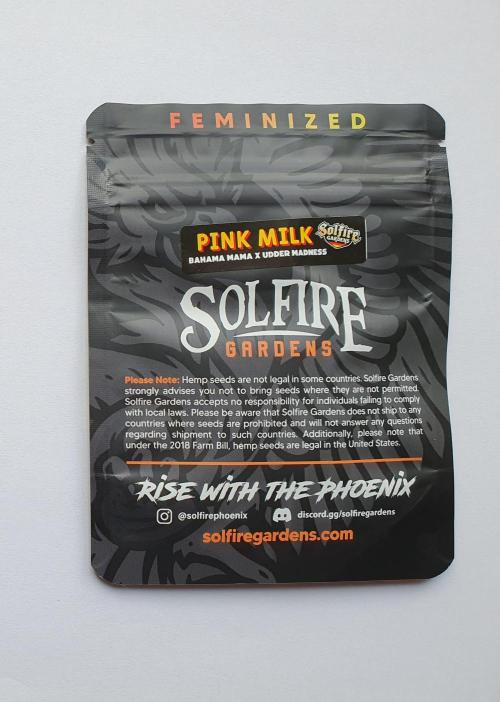 FEMINIZED
PINK MILK
Solfire
GARDENS
BAHAMA MAMA X UDDER MADNESS
SOLFIRE
GARDENS
Please Note: Hemp seeds are not legal in some countries. Solfire Gardens
strongly advises you not to bring seeds where they are not permitted.
Solfire Gardens accepts no responsibility for individuals failing to comply
with local laws. Please be aware that Solfire Gardens does not ship to any
countries where seeds are prohibited and will not answer any questions
regarding shipment to such countries. Additionally, please note that
under the 2018 Farm Bill, hemp seeds are legal in the United States.
RISE WITH THE PHOENIX
@solfirephoenix discord.gg/solfiregardens
solfiregardens.com